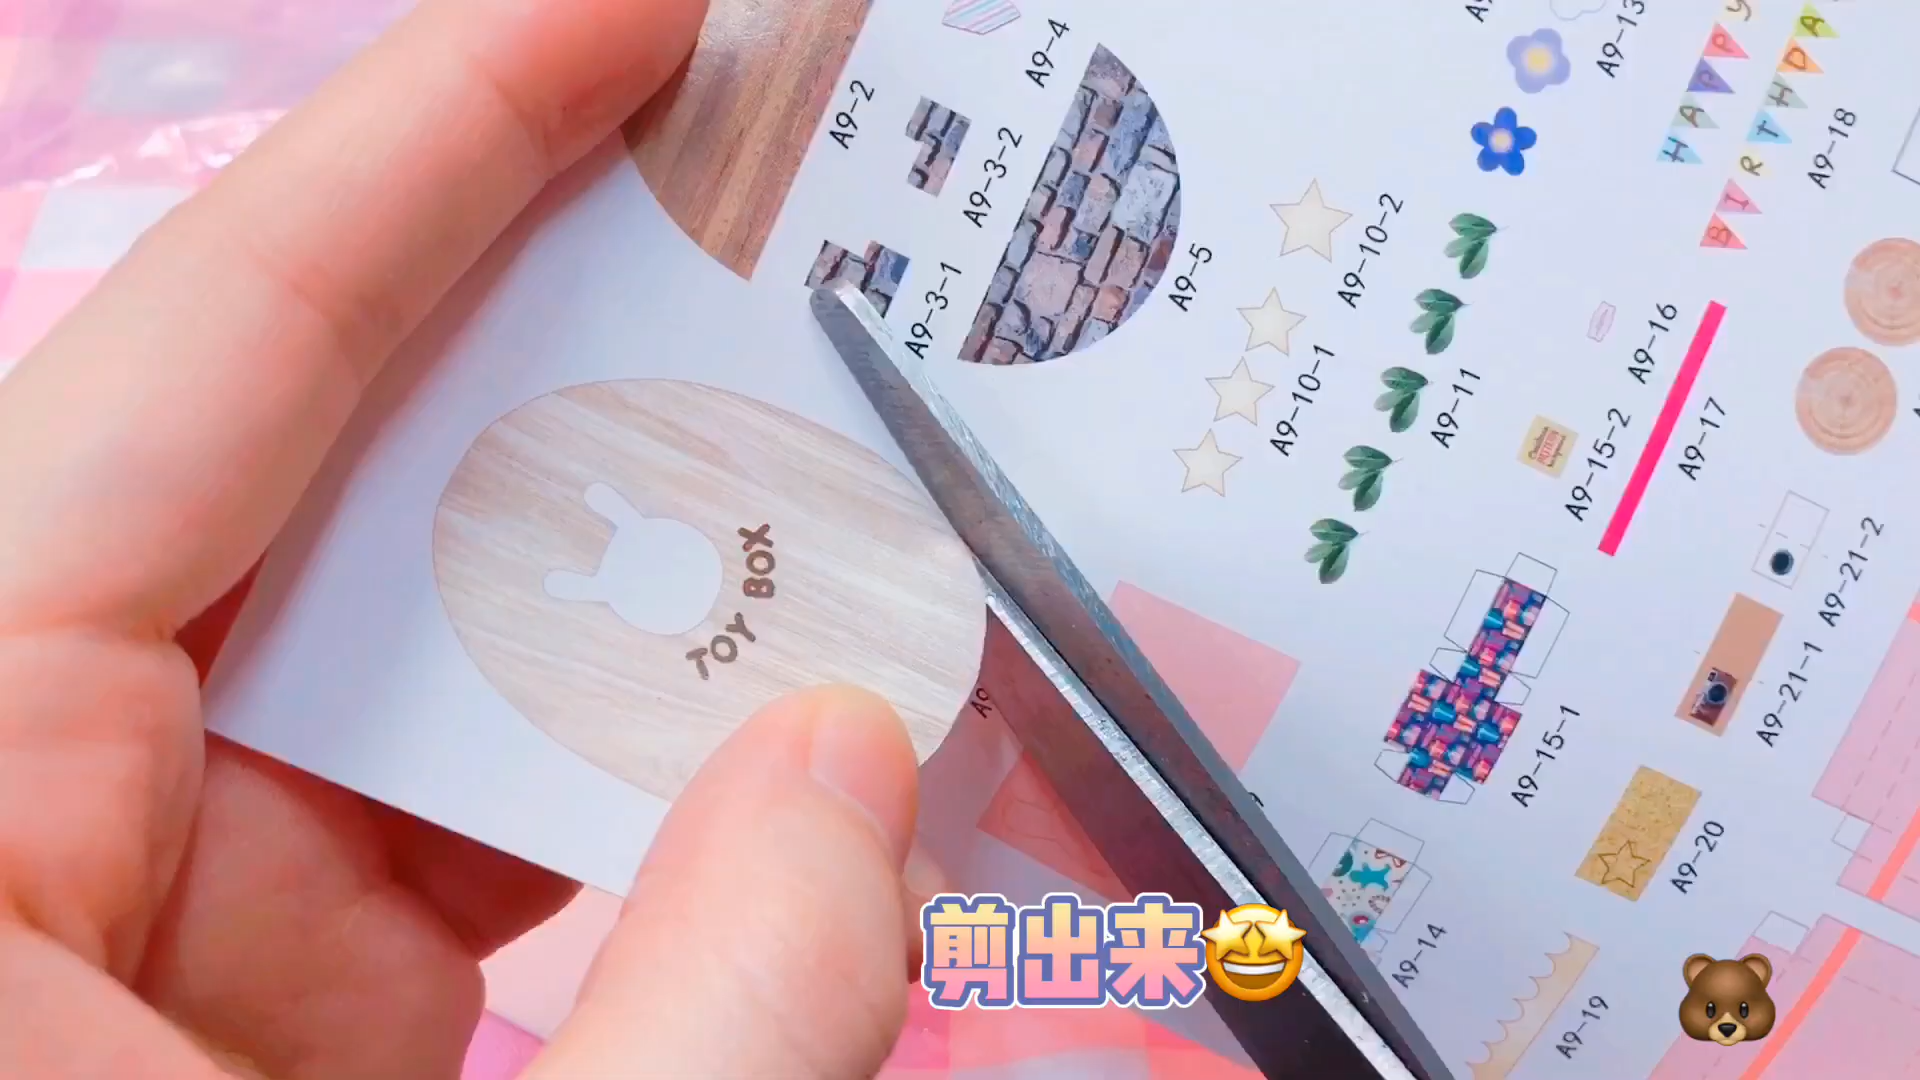 A9-2
A9-4
A9-3-2
A9-3-1
A9-5
A9-10-2
A9-10-1
A9-11
A9-13
HAPPY
BIRTHDA
A9-18
A9-16
A9-17
A9-15-2
A9-15-1
A9-21-2
A9-21-1
A9-20
A9-14
A9-19
TOY BOX
剪出来🤩